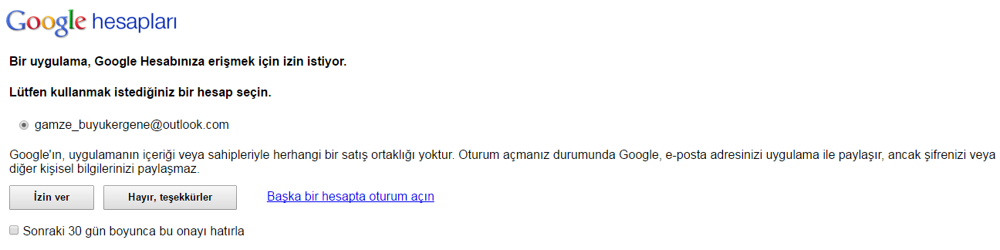 Google hesapları
Bir uygulama, Google Hesabınıza erişmek için izin istiyor.
Lütfen kullanmak istediğiniz bir hesap seçin.
gamze_buyukergene@outlook.com
Google'ın, uygulamanın içeriği veya sahipleriyle herhangi bir satış ortaklığı yoktur. Oturum açmanız durumunda Google, e-posta adresinizi uygulama ile paylaşır, ancak şifrenizi veya
diğer kişisel bilgilerinizi paylaşmaz.
İzin ver Hayır, teşekkürler Başka bir hesapta oturum açın
Sonraki 30 gün boyunca bu onayı hatırla